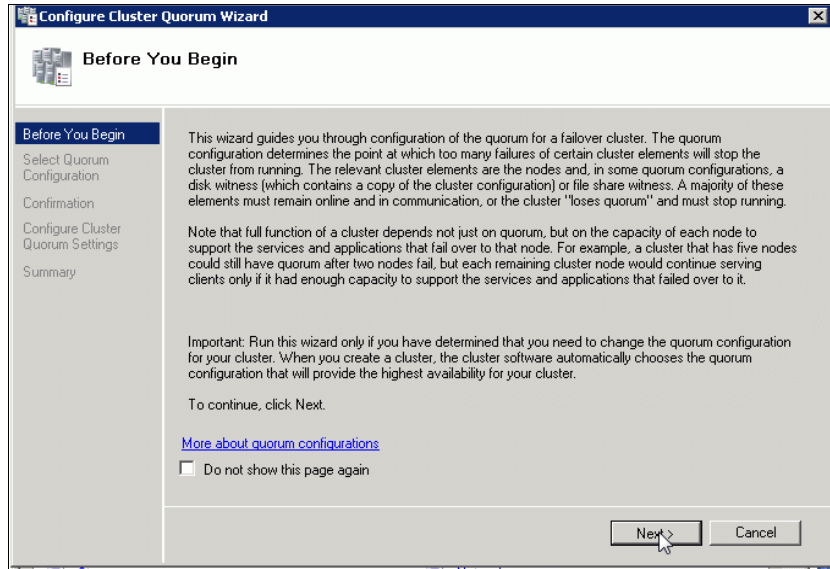 Configure Cluster Quorum Wizard
Before You Begin
Before You Begin
Select Quorum
Configuration
Confirmation
Configure Cluster
Quorum Settings
Summary
This wizard guides you through configuration of the quorum for a failover cluster. The quorum
configuration determines the point at which too many failures of certain cluster elements will stop the
cluster from running. The relevant cluster elements are the nodes and, in some quorum configurations, a
disk witness (which contains a copy of the cluster configuration) or file share witness. A majority of these
elements must remain online and in communication, or the cluster "loses quorum" and must stop running.
Note that full function of a cluster depends not just on quorum, but on the capacity of each node to
support the services and applications that fail over to that node. For example, a cluster that has five nodes
could still have quorum after two nodes fail, but each remaining cluster node would continue serving
clients only if it had enough capacity to support the services and applications that failed over to it.
Important: Run this wizard only if you have determined that you need to change the quorum configuration
for your cluster. When you create a cluster, the cluster software automatically chooses the quorum
configuration that will provide the highest availability for your cluster.
To continue, click Next.
More about quorum configurations
Do not show this page again
Next >
Cancel